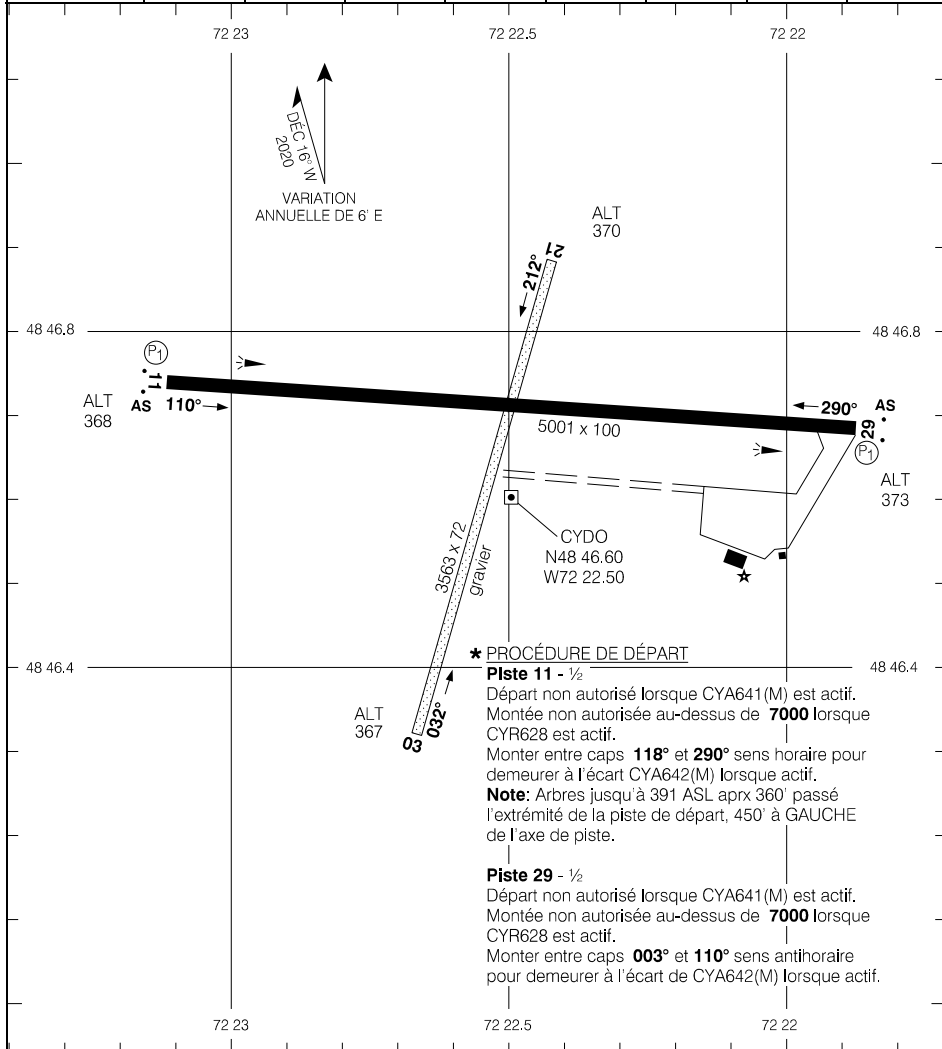 72 23
72 22.5
72 22
DÉC 16° W
2020
VARIATION
ANNUELLE DE 6' E
ALT
370
21
212°
48 46.8
48 46.8
P1
11
AS
110°
ALT
368
290°
AS
29
P1
5001 x 100
ALT
373
3563 x 72
gravier
CYDO
N48 46.60
W72 22.50
48 46.4
48 46.4
ALT
367
03
032°
* PROCÉDURE DE DÉPART
Piste 11 - ½
Départ non autorisé lorsque CYA641(M) est actif.
Montée non autorisée au-dessus de 7000 lorsque
CYR628 est actif.
Monter entre caps 118° et 290° sens horaire pour
demeurer à l'écart CYA642(M) lorsque actif.
Note: Arbres jusqu'à 391 ASL aprx 360' passé
l'extrémité de la piste de départ, 450' à GAUCHE
de l'axe de piste.
Piste 29 - ½
Départ non autorisé lorsque CYA641(M) est actif.
Montée non autorisée au-dessus de 7000 lorsque
CYR628 est actif.
Monter entre caps 003° et 110° sens antihoraire
pour demeurer à l'écart de CYA642(M) lorsque actif.
72 23
72 22.5
72 22